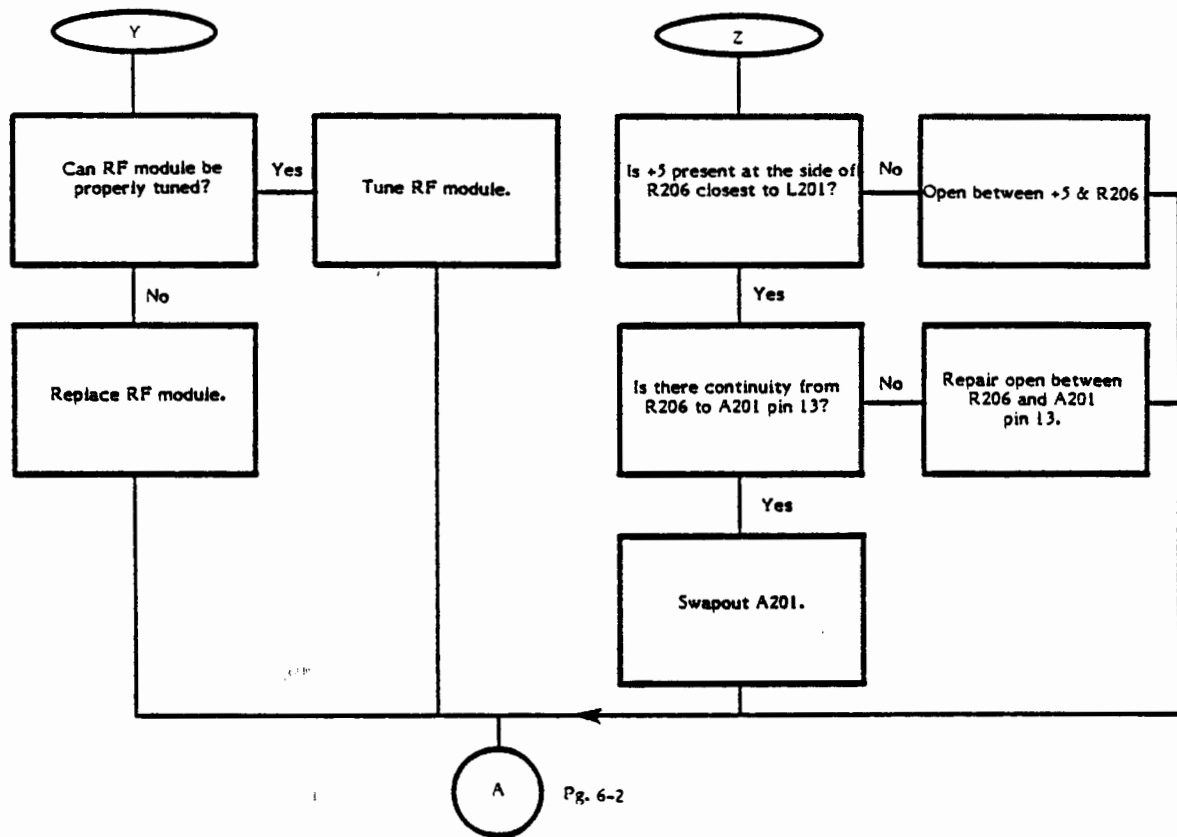 Y
Can RF module be
properly tuned?
Yes
Tune RF module.
No
Replace RF module.
Z
Is +5 present at the side of
R206 closest to L201?
No
Open between +5 & R206
Yes
Is there continuity from
R206 to A201 pin 13?
No
Repair open between
R206 and A201
pin 13.
Yes
Swapout A201.
A
Pg. 6-2